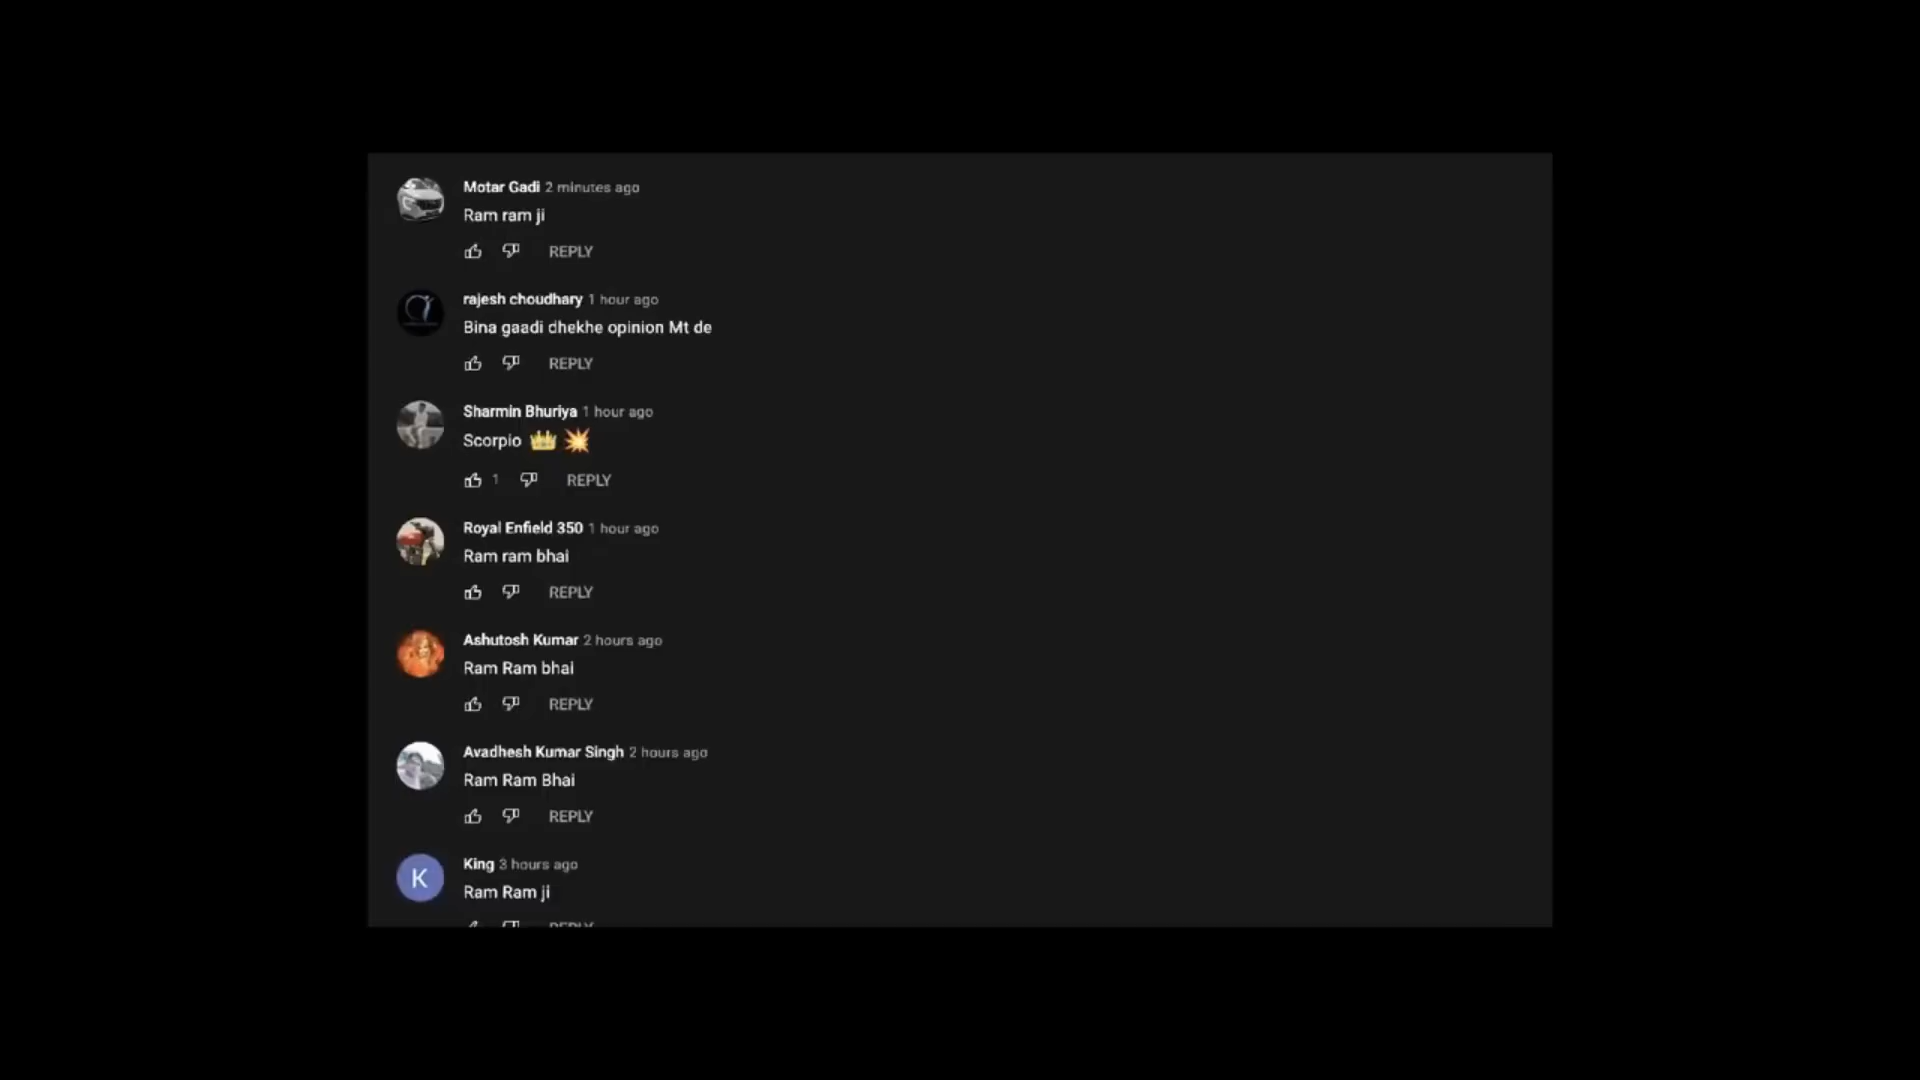 Motar Gadi 2 minutes ago
Ram ram ji
REPLY
rajesh choudhary 1 hour ago
Bina gaadi dhekhe opinion Mt de
REPLY
Sharmin Bhuriya 1 hour ago
Scorpio 👑 💥
1 REPLY
Royal Enfield 350 1 hour ago
Ram ram bhai
REPLY
Ashutosh Kumar 2 hours ago
Ram Ram bhai
REPLY
Avadhesh Kumar Singh 2 hours ago
Ram Ram Bhai
REPLY
K
King 3 hours ago
Ram Ram ji
REPLY